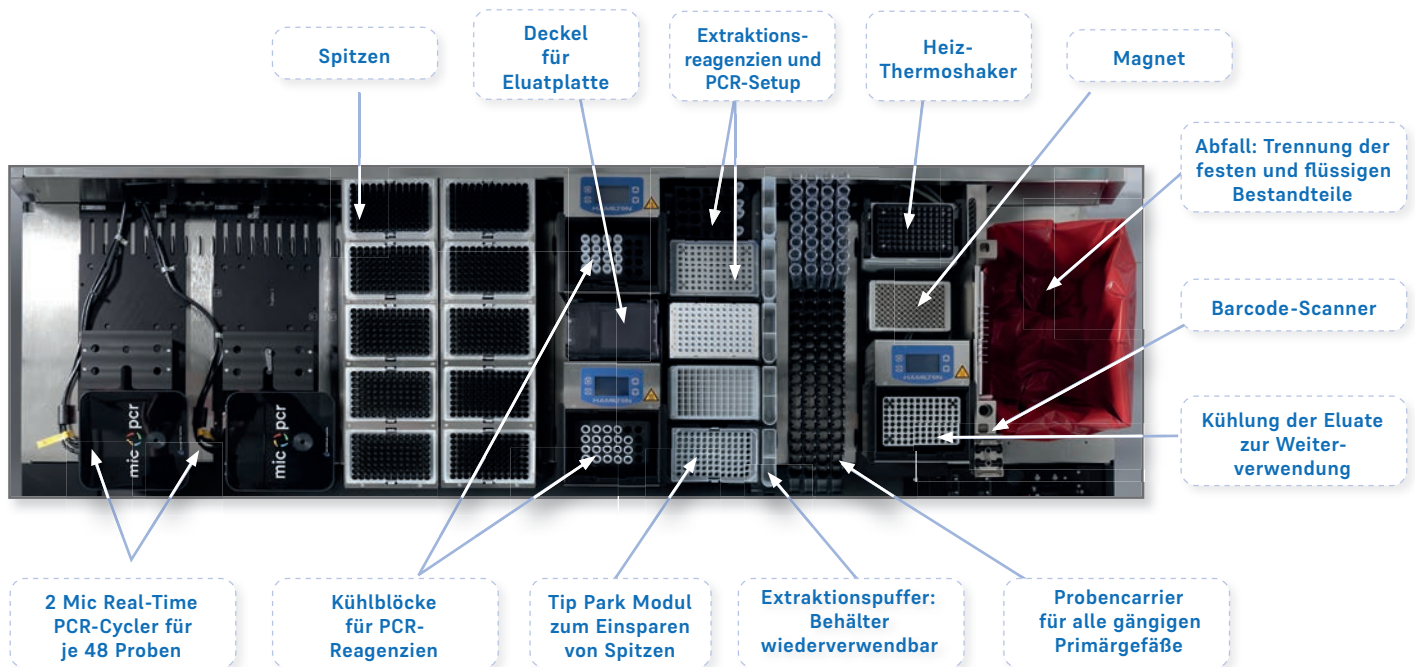 Spitzen
Deckel
für
Eluatplatte
Extraktions-
reagenzien und
PCR-Setup
Heiz-
Thermoshaker
Magnet
Abfall: Trennung der
festen und flüssigen
Bestandteile
Barcode-Scanner
Kühlung der Eluate
zur Weiter-
verwendung
HAMILTON
HAMILTON
HAMILTON
mic pcr
mic pcr
2 Mic Real-Time
PCR-Cycler für
je 48 Proben
Kühlblöcke
für PCR-
Reagenzien
Tip Park Modul
zum Einsparen
von Spitzen
Extraktionspuffer:
Behälter
wiederverwendbar
Probencarrier
für alle gängigen
Primärgefäße